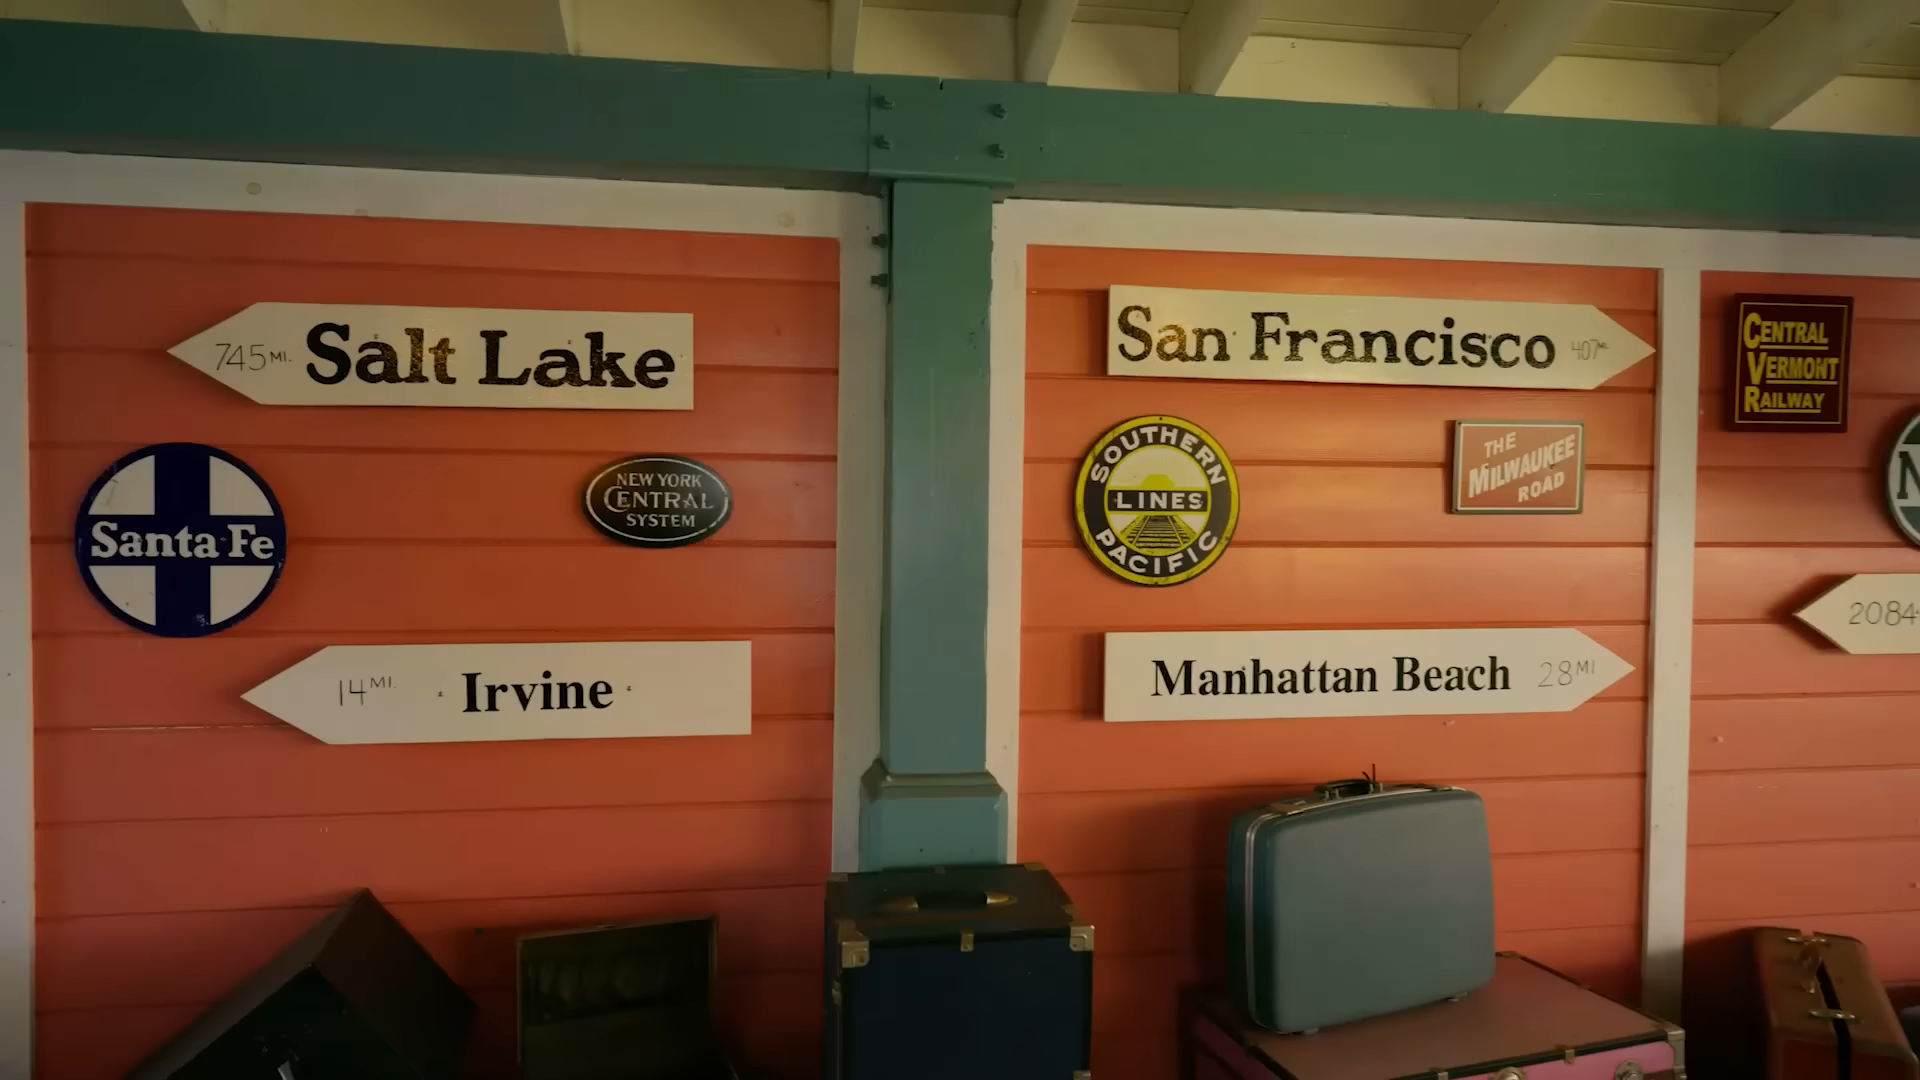 745 MI. Salt Lake
Santa Fe
NEW YORK
CENTRAL
SYSTEM
14 MI. Irvine
San Francisco 407 MI.
SOUTHERN
LINES
PACIFIC
THE
MILWAUKEE
ROAD
Manhattan Beach 28 MI
CENTRAL
VERMONT
RAILWAY
N
2084